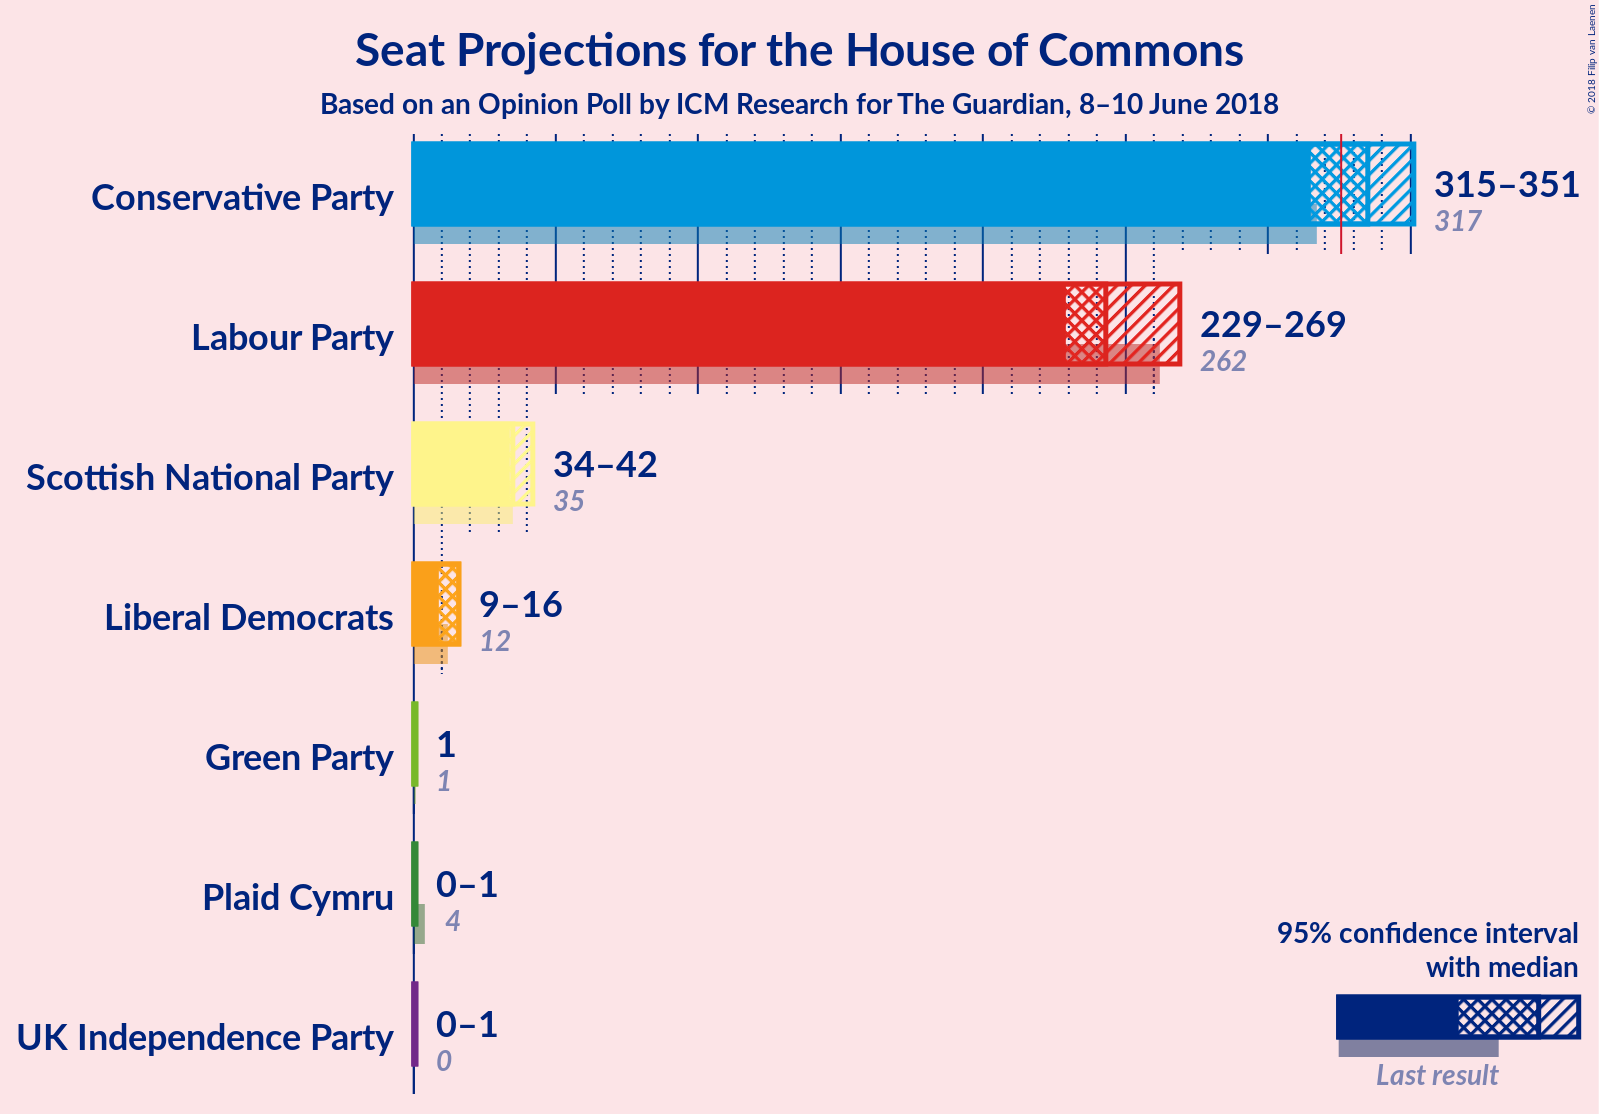 Seat Projections for the House of Commons
Based on an Opinion Poll by ICM Research for The Guardian, 8–10 June 2018
© 2018 Filip van Laenen
Conservative Party
315–351
317
Labour Party
229–269
262
Scottish National Party
34–42
35
Liberal Democrats
9–16
12
Green Party
1
1
Plaid Cymru
0–1
4
UK Independence Party
0–1
0
95% confidence interval
with median
Last result